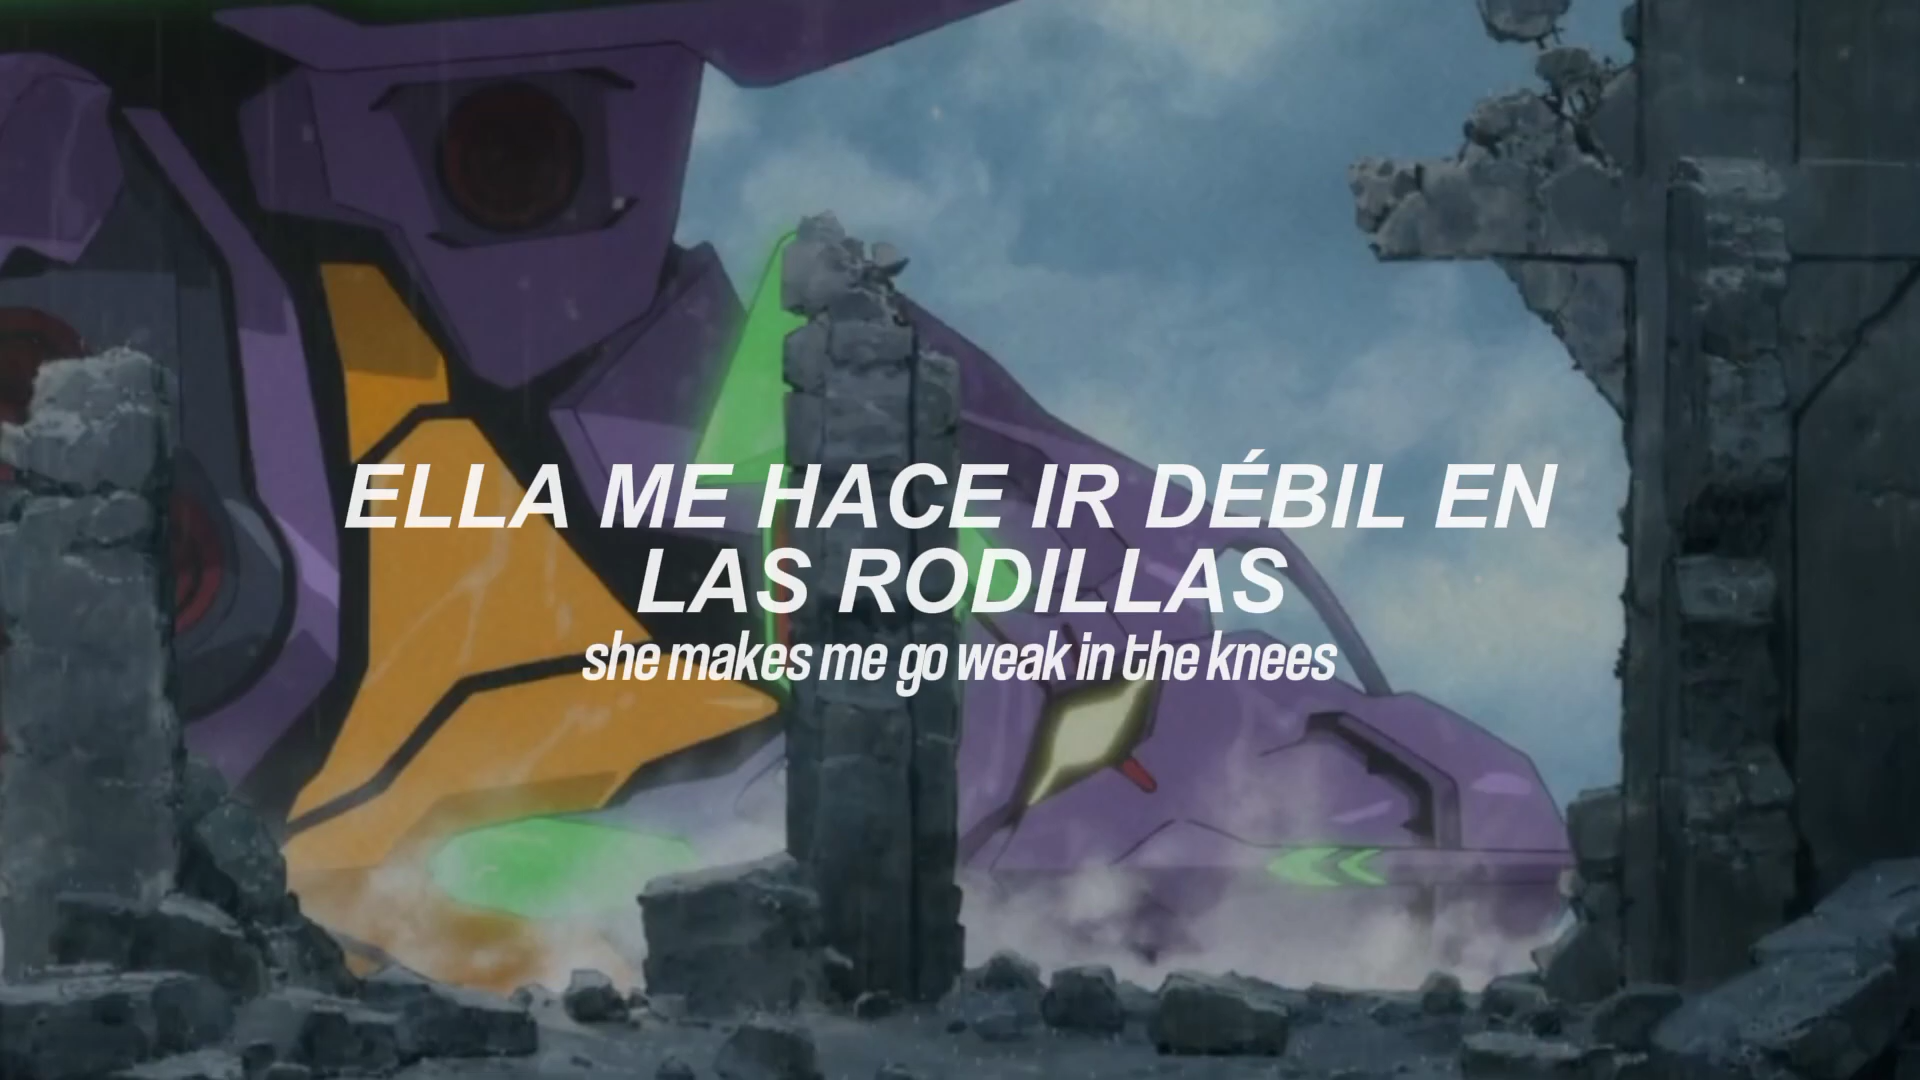 ELLA ME HACE IR DÉBIL EN
LAS RODILLAS
she makes me go weak in the knees